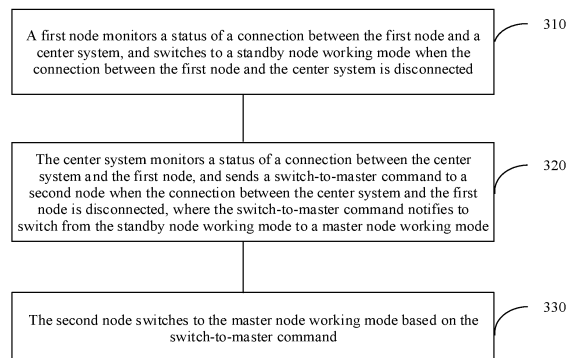 A first node monitors a status of a connection between the first node and a
center system, and switches to a standby node working mode when the
connection between the first node and the center system is disconnected
310
The center system monitors a status of a connection between the center
system and the first node, and sends a switch-to-master command to a
second node when the connection between the center system and the first
node is disconnected, where the switch-to-master command notifies to
switch from the standby node working mode to a master node working mode
320
The second node switches to the master node working mode based on the
switch-to-master command
330